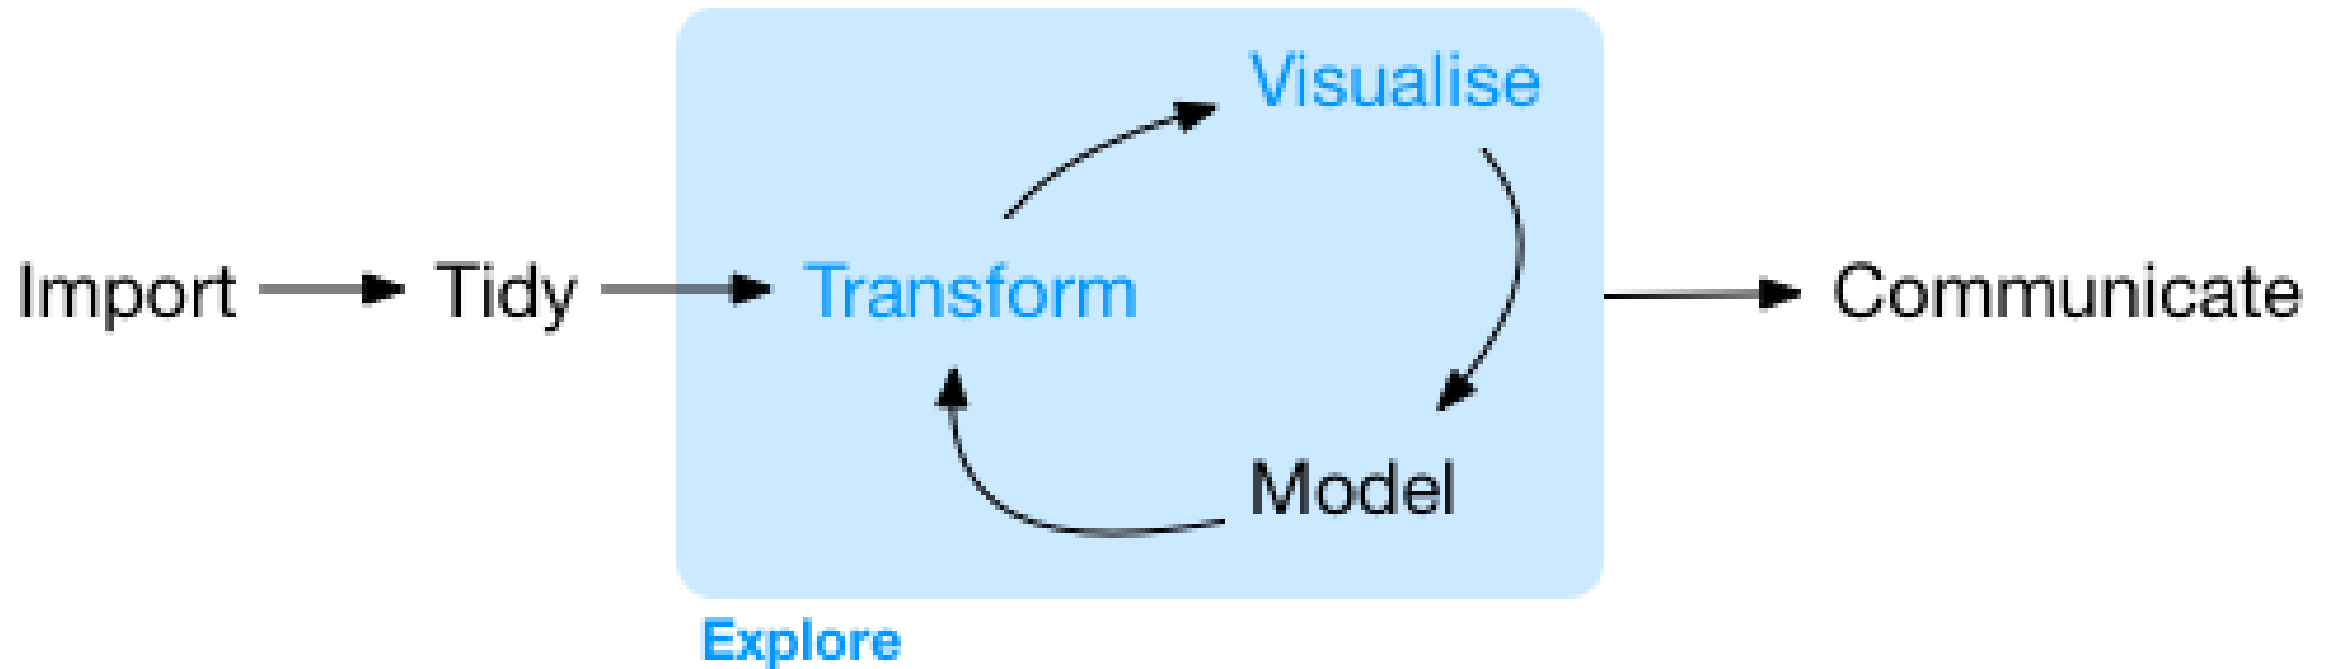 Visualise
Import Tidy Transform Communicate
Model
Explore